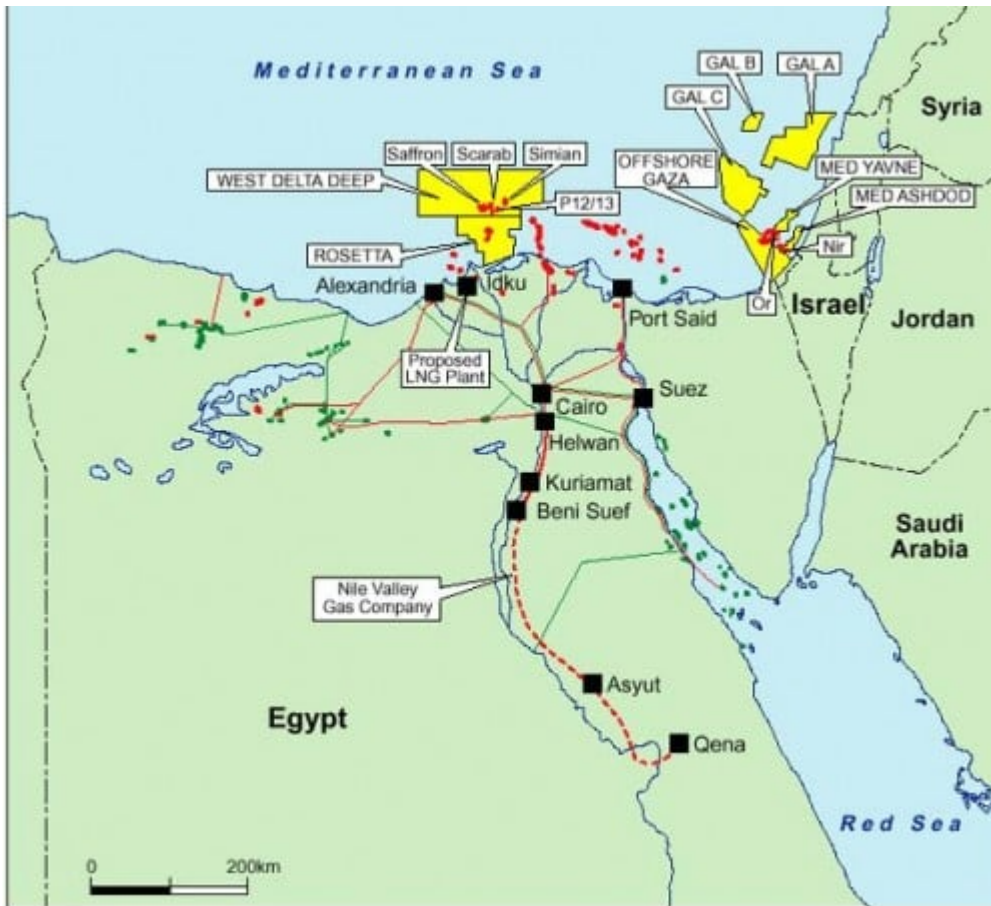 Mediterranean Sea
GAL B
GAL A
GAL C
Syria
Saffron
Scarab
Simian
OFFSHORE
GAZA
MED YAVNE
WEST DELTA DEEP
P12/13
MED ASHDOD
ROSETTA
Nir
Alexandria
Idku
Or
Israel
Port Said
Jordan
Proposed
LNG Plant
Cairo
Suez
Helwan
Kuriamat
Beni Suef
Saudi
Arabia
Nile Valley
Gas Company
Asyut
Egypt
Qena
Red Sea
0
200km